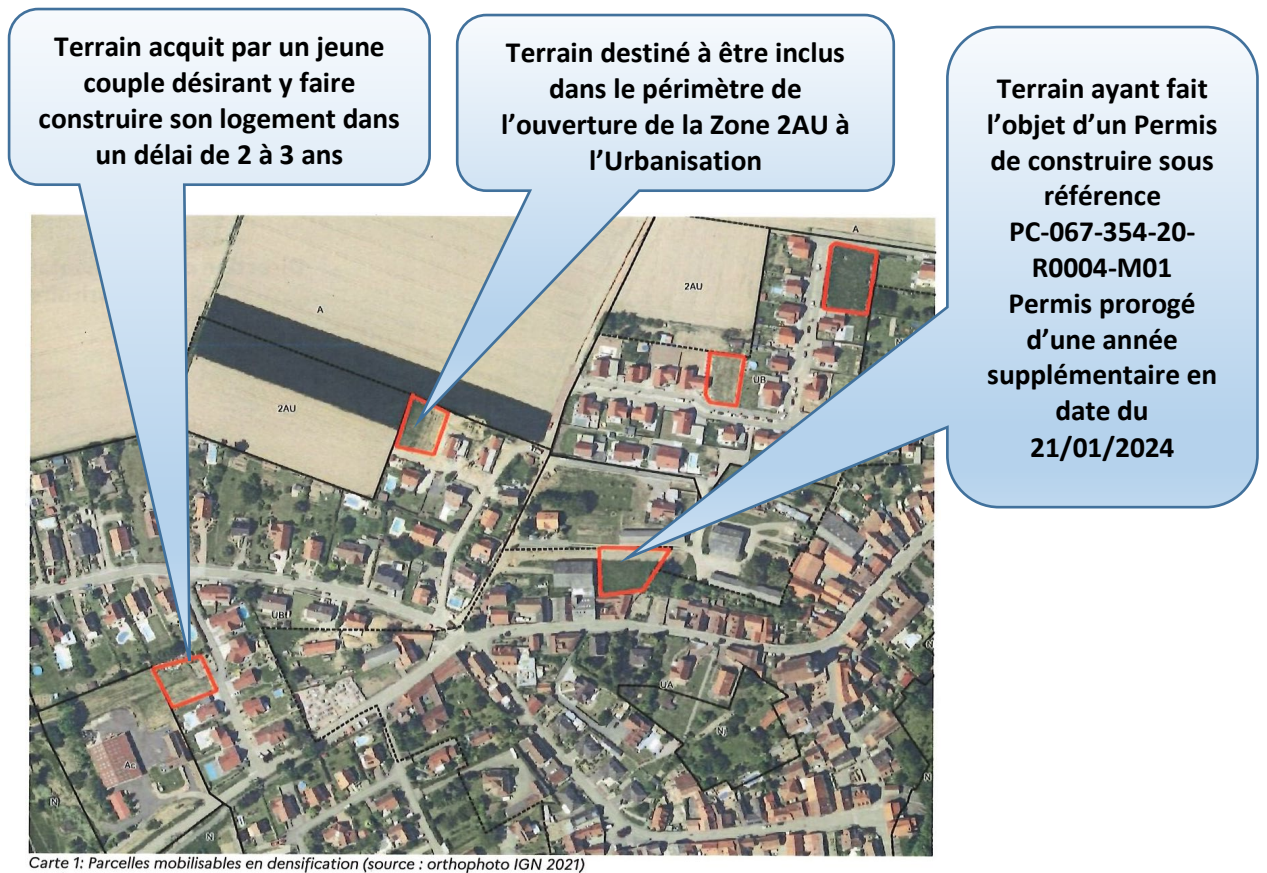 Terrain acquit par un jeune
couple désirant y faire
construire son logement dans
un délai de 2 à 3 ans
Terrain destiné à être inclus
dans le périmètre de
l'ouverture de la Zone 2AU à
l'Urbanisation
Terrain ayant fait
l'objet d'un Permis
de construire sous
référence
PC-067-354-20-
R0004-M01
Permis prorogé
d'une année
supplémentaire en
date du
21/01/2024
A
2AU
A
N
UB
2AU
UB
UA
Nj
N
Ac
Nj
N
N
Carte 1: Parcelles mobilisables en densification (source : orthophoto IGN 2021)